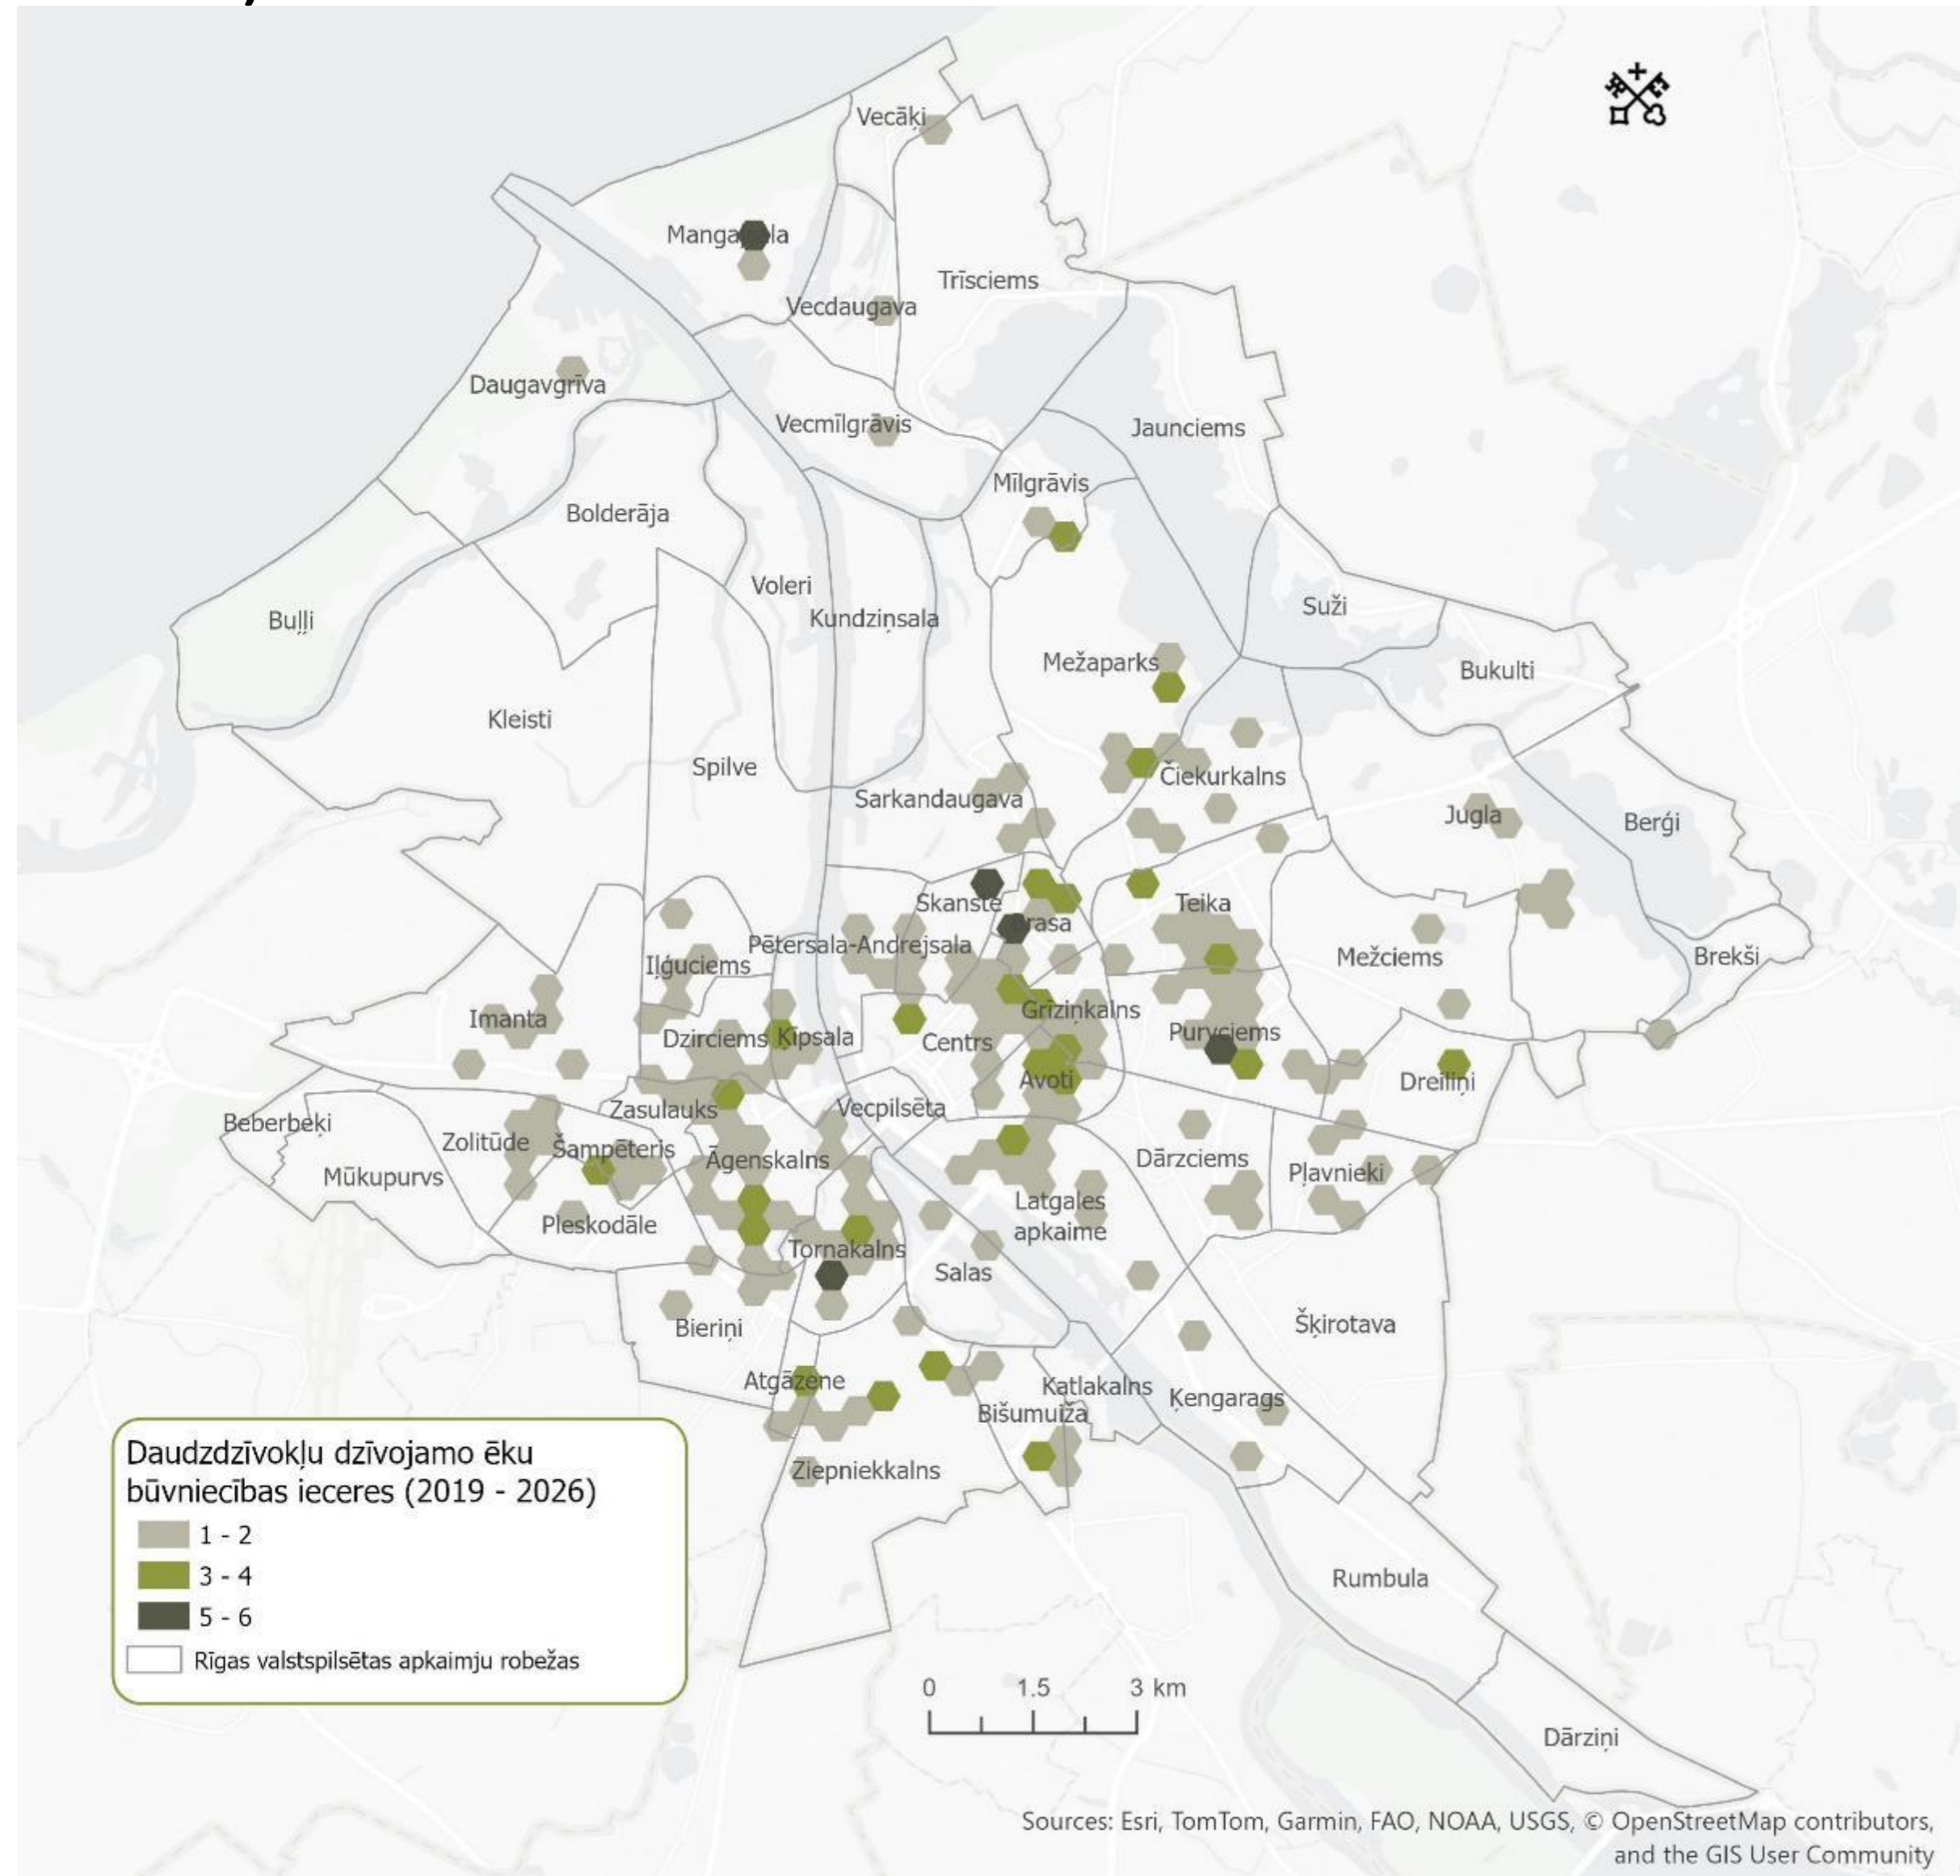 Vecāķi
Mangaļsala
Trīsciems
Vecdaugava
Daugavgrīva
Vecmīlgrāvis
Jaunciems
Mīlgrāvis
Bolderāja
Voleri
Suži
Buļļi
Kundziņsala
Mežaparks
Bukulti
Kleisti
Spilve
Čiekurkalns
Sarkandaugava
Jugla
Berģi
Skanste
Teika
Brasa
Pētersala-Andrejsala
Mežciems
Brekši
Iļģuciems
Imanta
Grīziņkalns
Dzirciems
Ķīpsala
Centrs
Purvciems
Avoti
Dreiliņi
Zasulauks
Vecpilsēta
Beberbeķi
Zolitūde
Šampēteris
Āgenskalns
Dārzciems
Mūkupurvs
Pļavnieki
Pleskodāle
Latgales
apkaime
Torņakalns
Salas
Bieriņi
Šķirotava
Atgāzene
Katlakalns
Ķengarags
Bišumuiža
Ziepniekkalns
Rumbula
Dārziņi
Daudzdzīvokļu dzīvojamo ēku
būvniecības ieceres (2019 - 2026)
1 - 2
3 - 4
5 - 6
Rīgas valstspilsētas apkaimju robežas
0 1.5 3 km
Sources: Esri, TomTom, Garmin, FAO, NOAA, USGS, © OpenStreetMap contributors,
and the GIS User Community